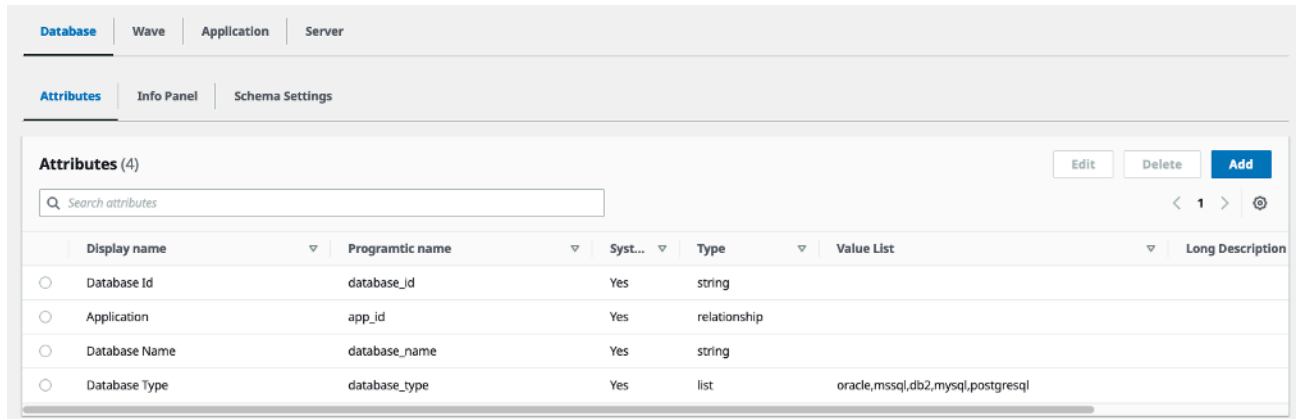 Database Wave Application Server
Attributes Info Panel Schema Settings
Attributes (4) Edit Delete Add
Search attributes 1
Display name Programtic name Syst... Type Value List Long Description
Database Id database_id Yes string
Application app_id Yes relationship
Database Name database_name Yes string
Database Type database_type Yes list oracle,mssql,db2,mysql,postgresql